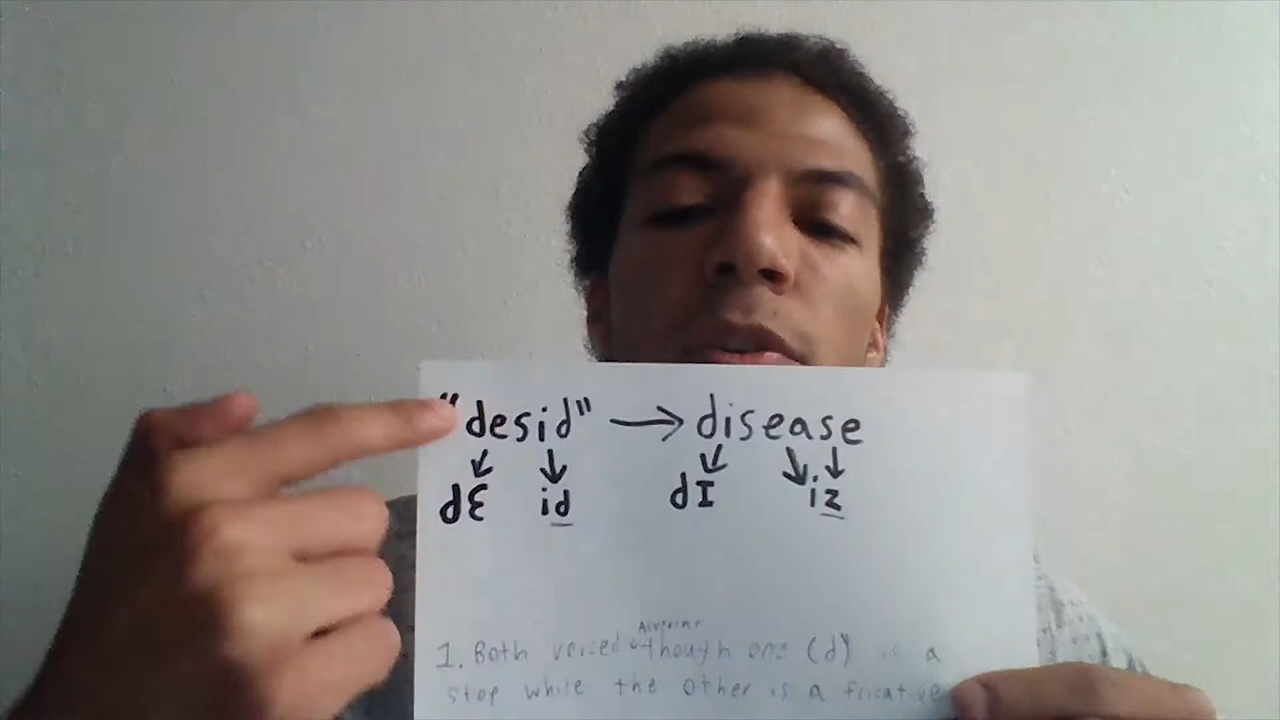 "desid" → disease
dɛ id dI iz
Alveolar
1. Both voiced though one (d) is a
stop while the other is a fricative